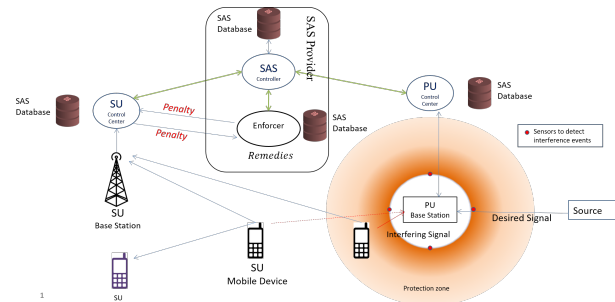 SAS
Database
SAS Provider
SAS
Controller
SU
Control
Center
SAS
Database
Penalty
Penalty
Enforcer
SAS
Database
Remedies
PU
Control
Center
SAS
Database
Sensors to detect
interference events
PU
Base Station
Source
Desired Signal
Interfering Signal
SU
Base Station
SU
Mobile Device
Protection zone
SU
1